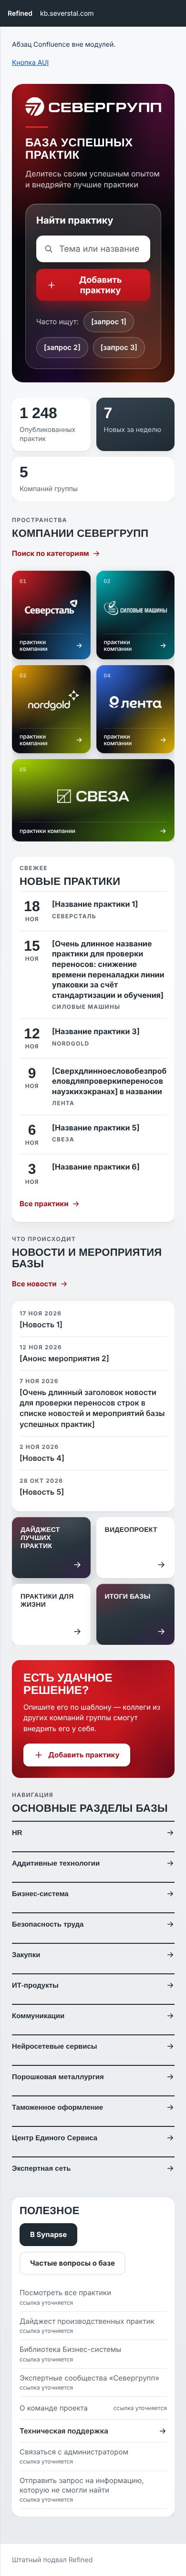 Refined kb.severstal.com
Абзац Confluence вне модулей.
Кнопка AUI
СЕВЕРГРУПП
БАЗА УСПЕШНЫХ
ПРАКТИК
Делитесь своим успешным опытом
и внедряйте лучшие практики
Найти практику
Тема или название
+ Добавить
практику
Часто ищут: [запрос 1]
[запрос 2] [запрос 3]
1 248
Опубликованных
практик
7
Новых за неделю
5
Компаний группы
ПРОСТРАНСТВА
КОМПАНИИ СЕВЕРГРУПП
Поиск по категориям →
01
Северсталь
практики
компании →
02
СИЛОВЫЕ МАШИНЫ
практики
компании →
03
nordgold
практики
компании →
04
лента
практики
компании →
05
СВЕЗА
практики компании →
СВЕЖЕЕ
НОВЫЕ ПРАКТИКИ
18
НОЯ
[Название практики 1]
СЕВЕРСТАЛЬ
15
НОЯ
[Очень длинное название
практики для проверки
переносов: снижение
времени переналадки линии
упаковки за счёт
стандартизации и обучения]
СИЛОВЫЕ МАШИНЫ
12
НОЯ
[Название практики 3]
NORDGOLD
9
НОЯ
[Сверхдлинноесловобезпроб
еловдляпроверкипереносов
наузкихэкранах] в названии
ЛЕНТА
6
НОЯ
[Название практики 5]
СВЕЗА
3
НОЯ
[Название практики 6]
Все практики →
ЧТО ПРОИСХОДИТ
НОВОСТИ И МЕРОПРИЯТИЯ
БАЗЫ
Все новости →
17 НОЯ 2026
[Новость 1]
12 НОЯ 2026
[Анонс мероприятия 2]
7 НОЯ 2026
[Очень длинный заголовок новости
для проверки переносов строк в
списке новостей и мероприятий базы
успешных практик]
2 НОЯ 2026
[Новость 4]
28 ОКТ 2026
[Новость 5]
ДАЙДЖЕСТ
ЛУЧШИХ
ПРАКТИК
→
ВИДЕОПРОЕКТ
→
ПРАКТИКИ ДЛЯ
ЖИЗНИ
→
ИТОГИ БАЗЫ
→
ЕСТЬ УДАЧНОЕ
РЕШЕНИЕ?
Опишите его по шаблону — коллеги из
других компаний группы смогут
внедрить его у себя.
+ Добавить практику
НАВИГАЦИЯ
ОСНОВНЫЕ РАЗДЕЛЫ БАЗЫ
HR →
Аддитивные технологии →
Бизнес-система →
Безопасность труда →
Закупки →
ИТ-продукты →
Коммуникации →
Нейросетевые сервисы →
Порошковая металлургия →
Таможенное оформление →
Центр Единого Сервиса →
Экспертная сеть →
ПОЛЕЗНОЕ
В Synapse
Частые вопросы о базе
Посмотреть все практики
ссылка уточняется
Дайджест производственных практик
ссылка уточняется
Библиотека Бизнес-системы
ссылка уточняется
Экспертные сообщества «Севергрупп»
ссылка уточняется
О команде проекта ссылка уточняется
Техническая поддержка →
Связаться с администратором
ссылка уточняется
Отправить запрос на информацию,
которую не смогли найти
ссылка уточняется
Штатный подвал Refined